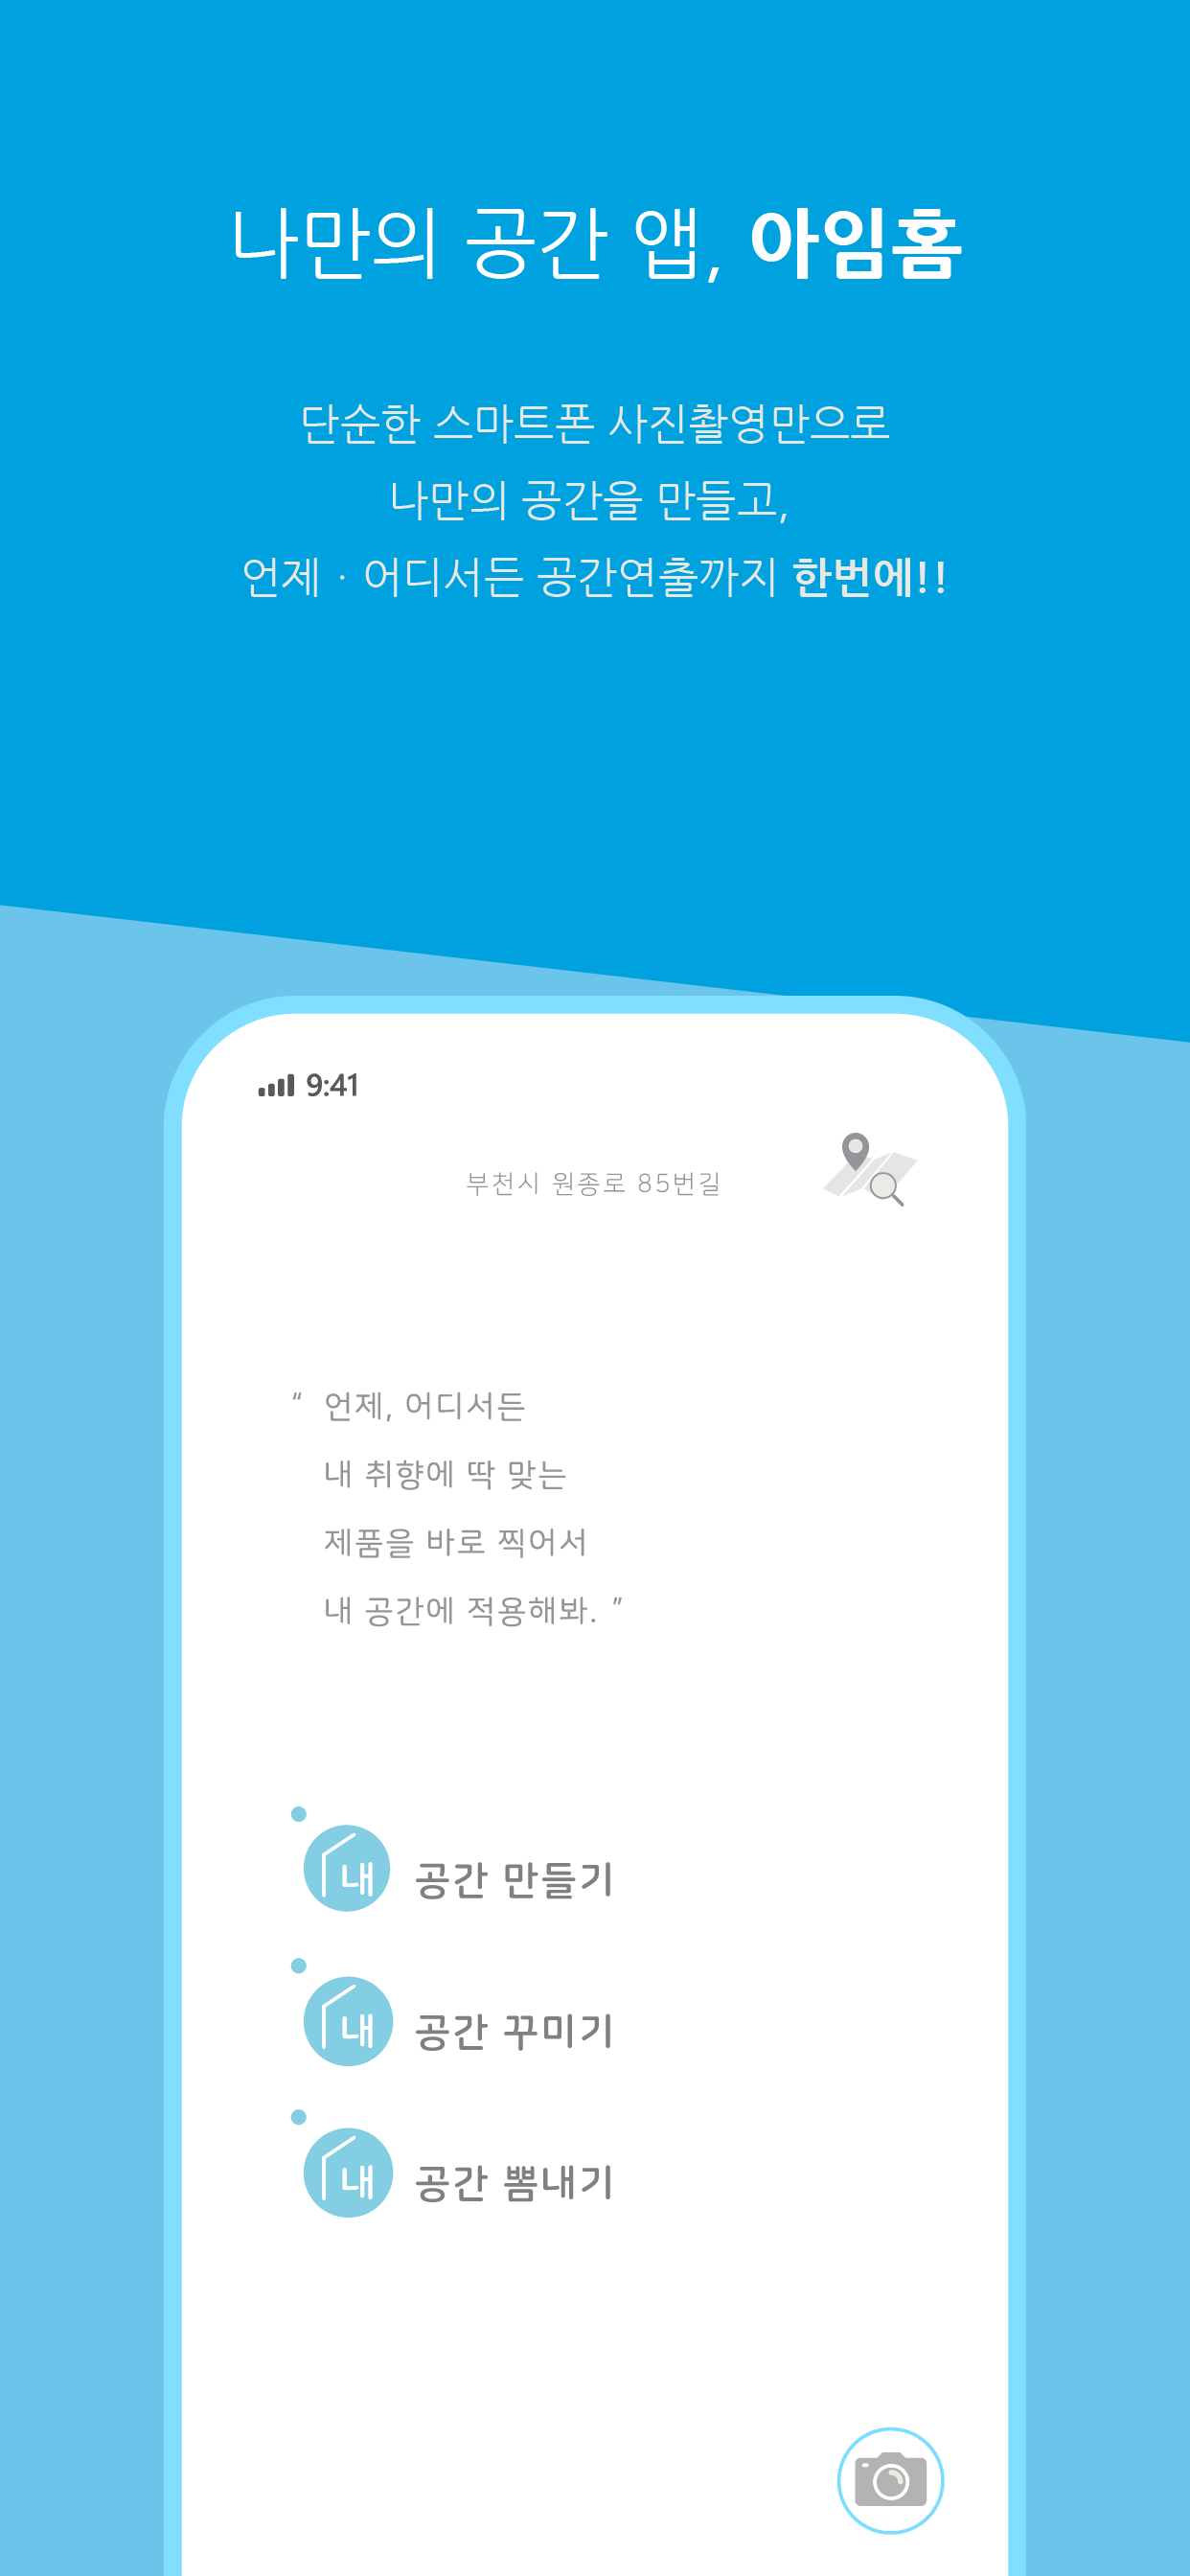 나만의 공간 앱, 아임홈
단순한 스마트폰 사진촬영만으로
나만의 공간을 만들고,
언제 · 어디서든 공간연출까지 한번에!!
9:41
부천시 원종로 85번길
“ 언제, 어디서든
내 취향에 딱 맞는
제품을 바로 찍어서
내 공간에 적용해봐. ”
내 공간 만들기
내 공간 꾸미기
내 공간 뽐내기